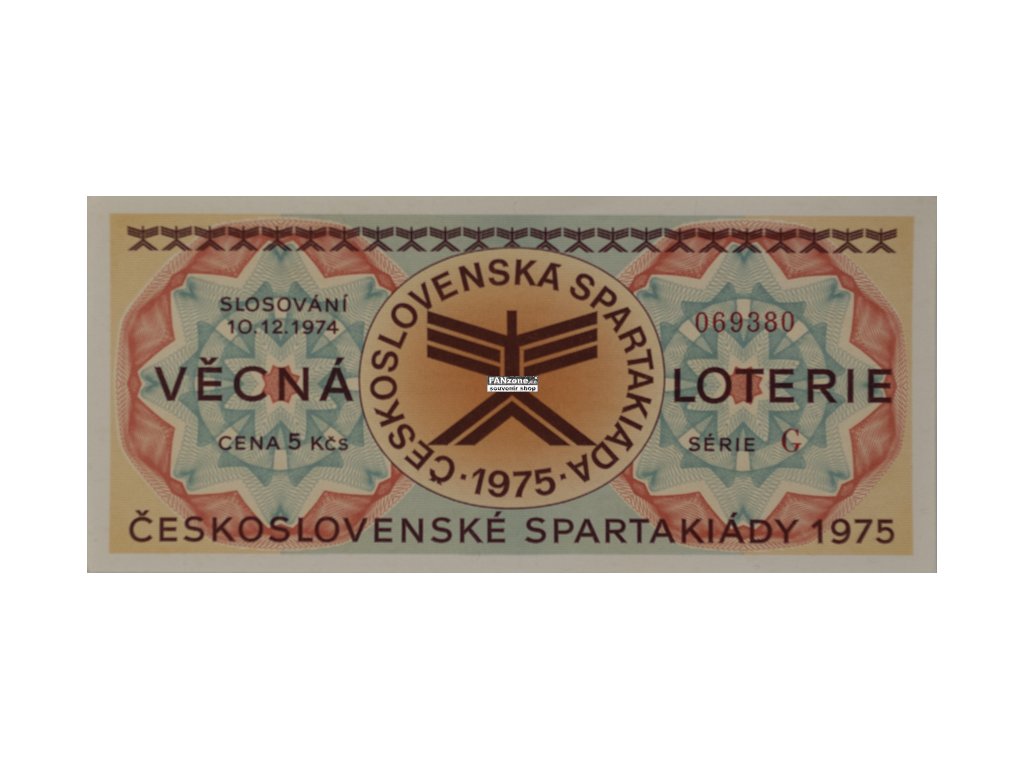 SLOSOVÁNÍ
10.12.1974
VĚCNÁ
CENA 5 Kčs
ČESKOSLOVENSKÁ SPARTAKIÁDA
·1975·
FANzone.cz
souvenir shop
069380
LOTERIE
SÉRIE G
ČESKOSLOVENSKÉ SPARTAKIÁDY 1975